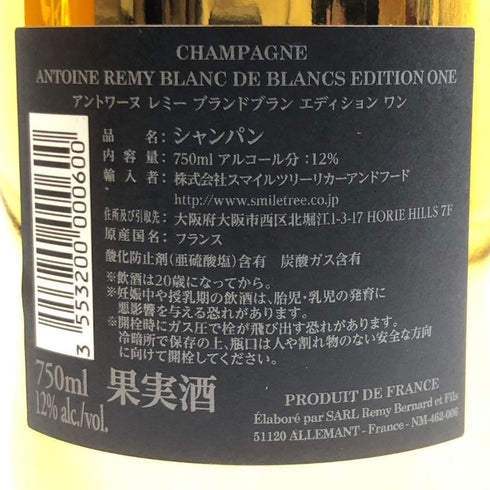 CHAMPAGNE
ANTOINE REMY BLANC DE BLANCS EDITION ONE
アントワーヌ レミー ブランドブラン エディション ワン
品名：シャンパン
内容量：750ml アルコール分：12%
輸入者：株式会社スマイルツリーリカーアンドフード
http://www.smiletree.co.jp
住所及び引取先：大阪府大阪市西区北堀江1-3-17 HORIE HILLS 7F
原産国名：フランス
酸化防止剤(亜硫酸塩)含有 炭酸ガス含有
※飲酒は20歳になってから。
※妊娠中や授乳期の飲酒は、胎児・乳児の発育に
悪影響を与える恐れがあります。
※開栓時にガス圧で栓が飛び出す恐れがあります。
冷暗所で保存の上、瓶口は人や割れ物のない安全な方向
に向けて開栓してください。
3 553200 000600
750ml
12% alc./vol.
果実酒
PRODUIT DE FRANCE
Élaboré par SARL Remy Bernard et Fils
51120 ALLEMANT - France - NM-462-006